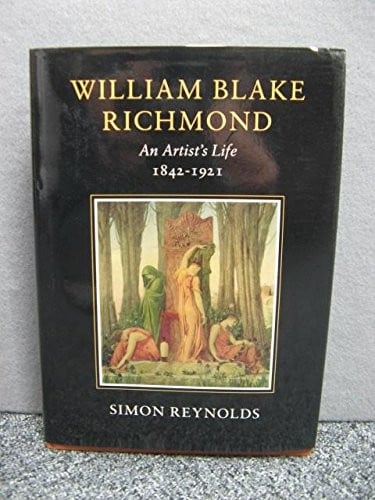 WILLIAM BLAKE
RICHMOND
An Artist's Life
1842-1921
SIMON REYNOLDS